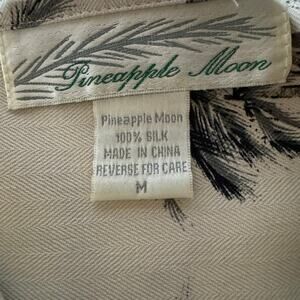 Pineapple Moon
Pineapple Moon
100% SILK
MADE IN CHINA
REVERSE FOR CARE
M